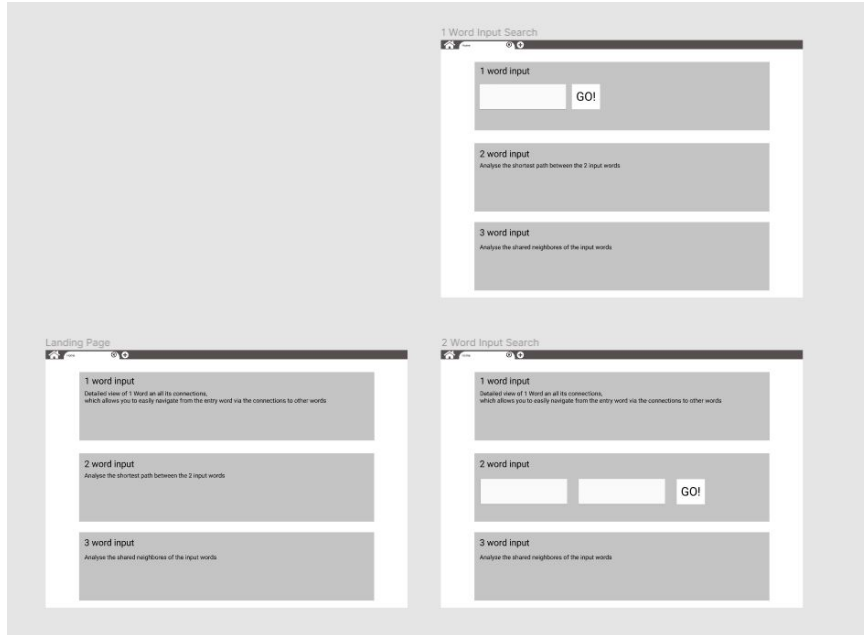 1 Word Input Search
Home
1 word input
GO!
2 word input
Analyse the shortest path between the 2 input words
3 word input
Analyse the shared neighbores of the input words
Landing Page
Home
1 word input
Detailed view of 1 Word an all its connections,
which allows you to easily navigate from the entry word via the connections to other words
2 word input
Analyse the shortest path between the 2 input words
3 word input
Analyse the shared neighbores of the input words
2 Word Input Search
Home
1 word input
Detailed view of 1 Word an all its connections,
which allows you to easily navigate from the entry word via the connections to other words
2 word input
GO!
3 word input
Analyse the shared neighbores of the input words